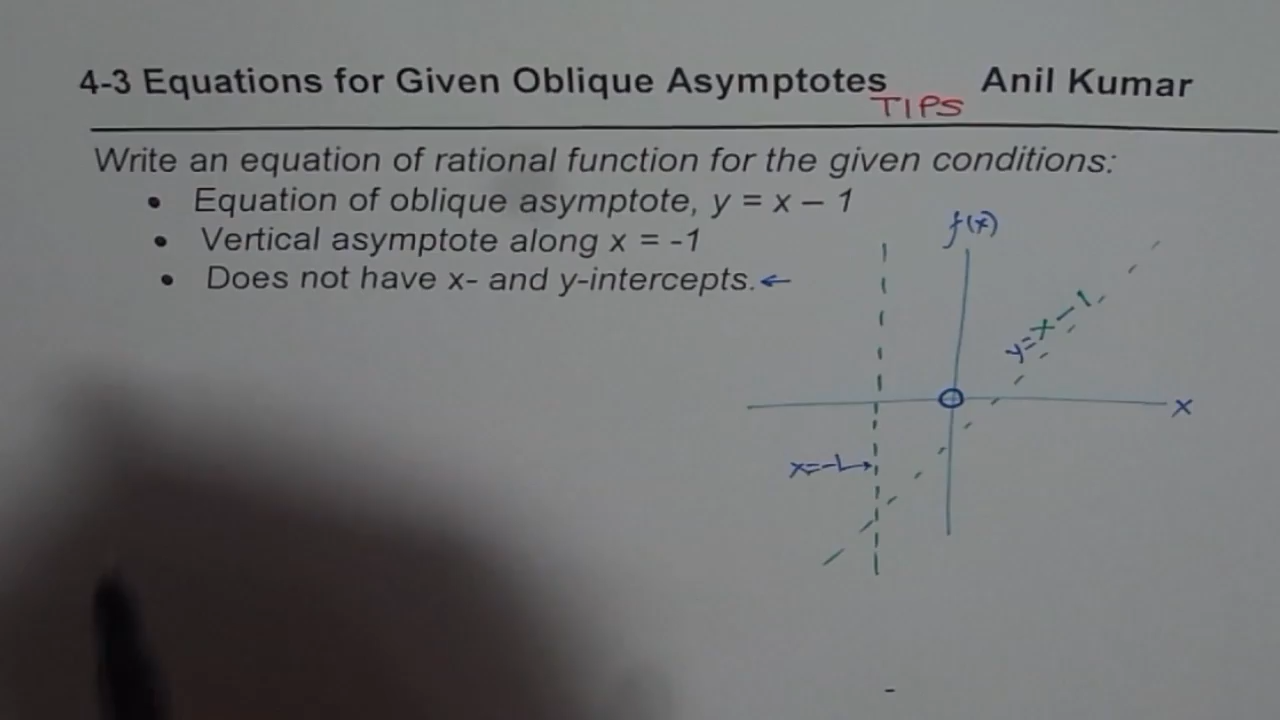 4-3 Equations for Given Oblique Asymptotes Anil Kumar
TIPS
Write an equation of rational function for the given conditions:
• Equation of oblique asymptote, y = x – 1
• Vertical asymptote along x = -1
• Does not have x- and y-intercepts. ←
f(x)
y=x-1
x
x=-1→